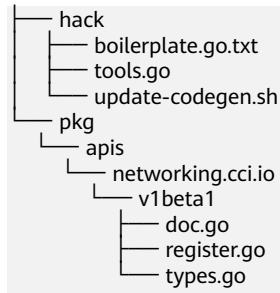 ├── hack
│   ├── boilerplate.go.txt
│   ├── tools.go
│   └── update-codegen.sh
└── pkg
    └── apis
        └── networking.cci.io
            └── v1beta1
                ├── doc.go
                ├── register.go
                └── types.go